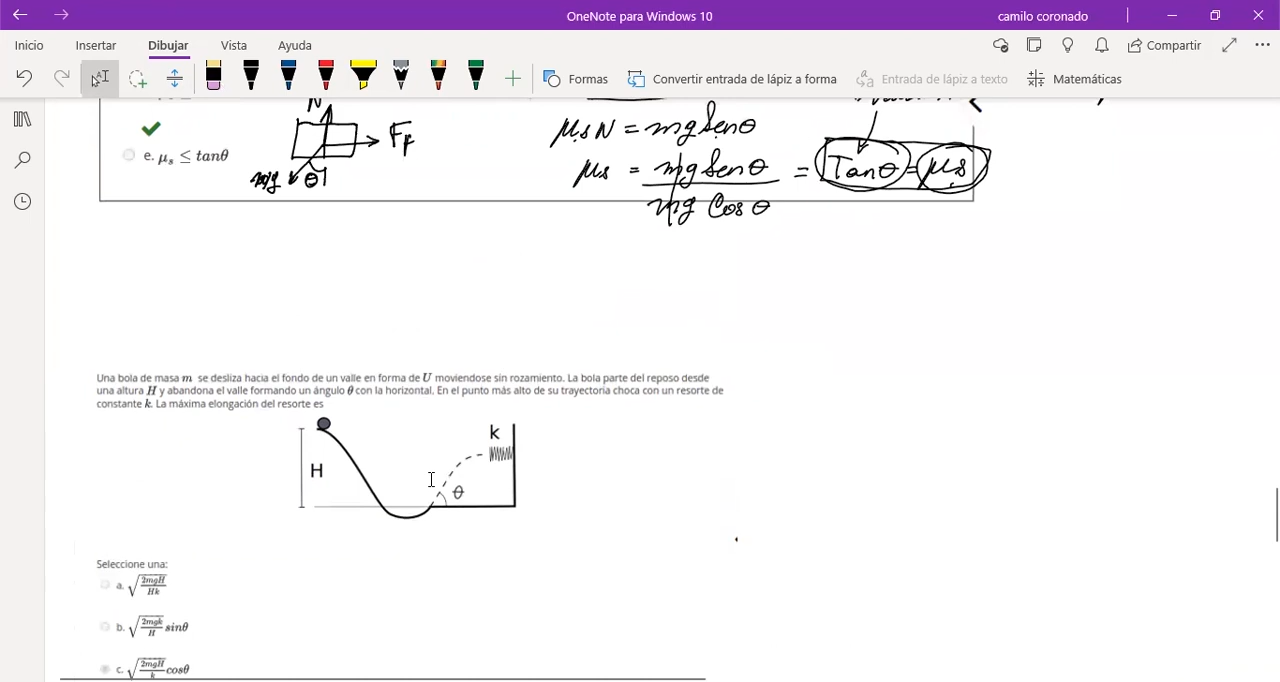 OneNote para Windows 10
camilo coronado
Inicio Insertar Dibujar Vista Ayuda
Compartir
Formas Convertir entrada de lápiz a forma Entrada de lápiz a texto Matemáticas
N
Ff
mg θ
e. μs ≤ tanθ
μsN = mg Senθ
μs = mg Senθ / mg Cos θ = Tanθ = μs
Una bola de masa m se desliza hacia el fondo de un valle en forma de U moviendose sin rozamiento. La bola parte del reposo desde
una altura H y abandona el valle formando un ángulo θ con la horizontal. En el punto más alto de su trayectoria choca con un resorte de
constante k. La máxima elongación del resorte es
k
H
θ
Seleccione una:
a. √(2mgH/Hk)
b. √(2mgk/H) sinθ
c. √(2mgH/k) cosθ